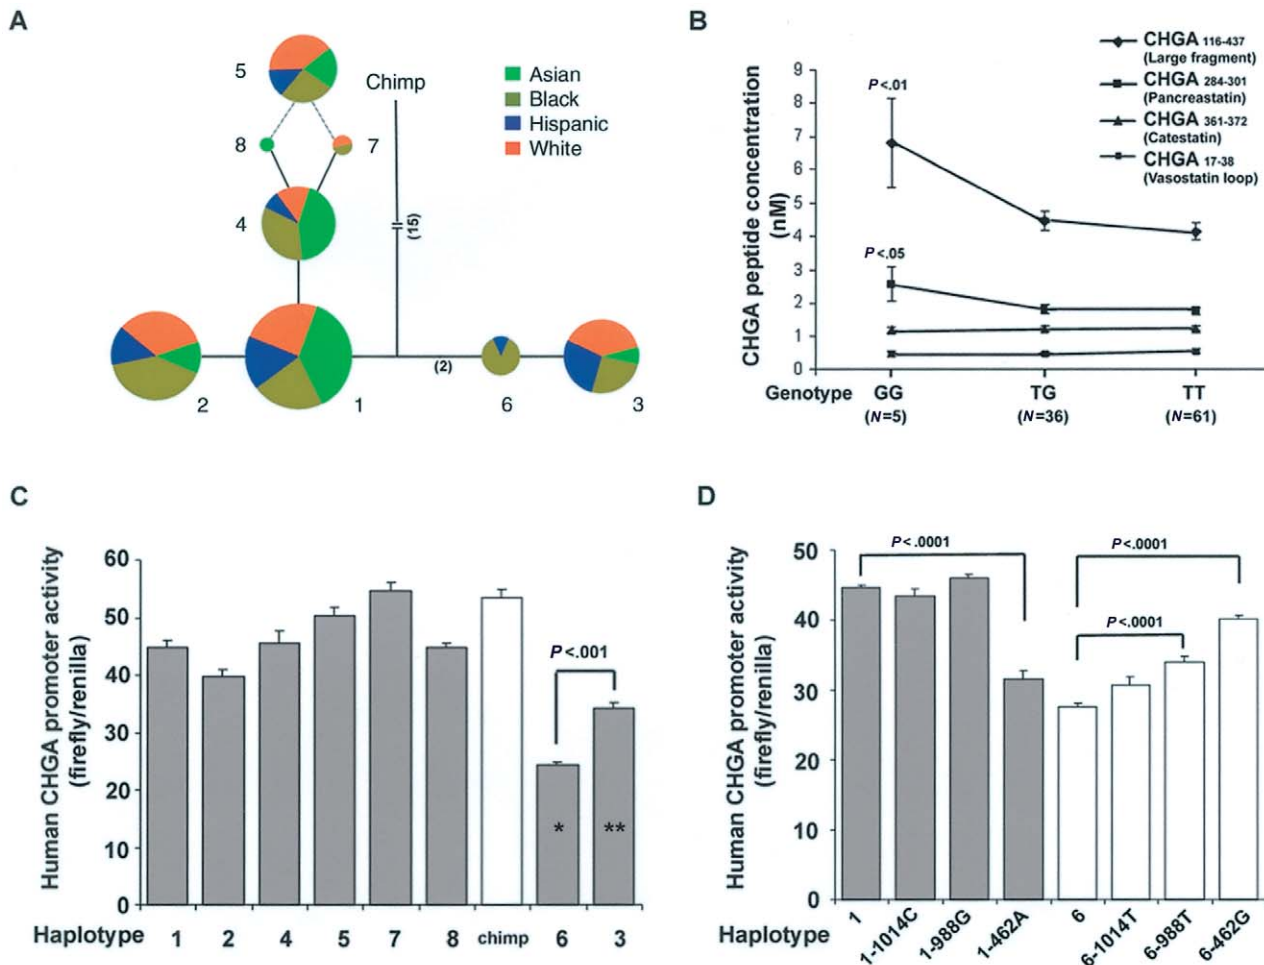 A
5
Chimp
8
7
4
(15)
2
1
(2)
6
3
Asian
Black
Hispanic
White
B
CHGA 116-437
(Large fragment)
CHGA 284-301
(Pancreastatin)
CHGA 361-372
(Catestatin)
CHGA 17-38
(Vasostatin loop)
CHGA peptide concentration
(nM)
9
8
7
6
5
4
3
2
1
0
P<.01
P<.05
Genotype GG TG TT
(N=5) (N=36) (N=61)
C
Human CHGA promoter activity
(firefly/renilla)
60
50
40
30
20
10
0
P<.001
* **
Haplotype 1 2 4 5 7 8 chimp 6 3
D
Human CHGA promoter activity
(firefly/renilla)
50
40
30
20
10
0
P<.0001
P<.0001
P<.0001
Haplotype 1 1-1014C 1-988G 1-462A 6 6-1014T 6-988T 6-462G